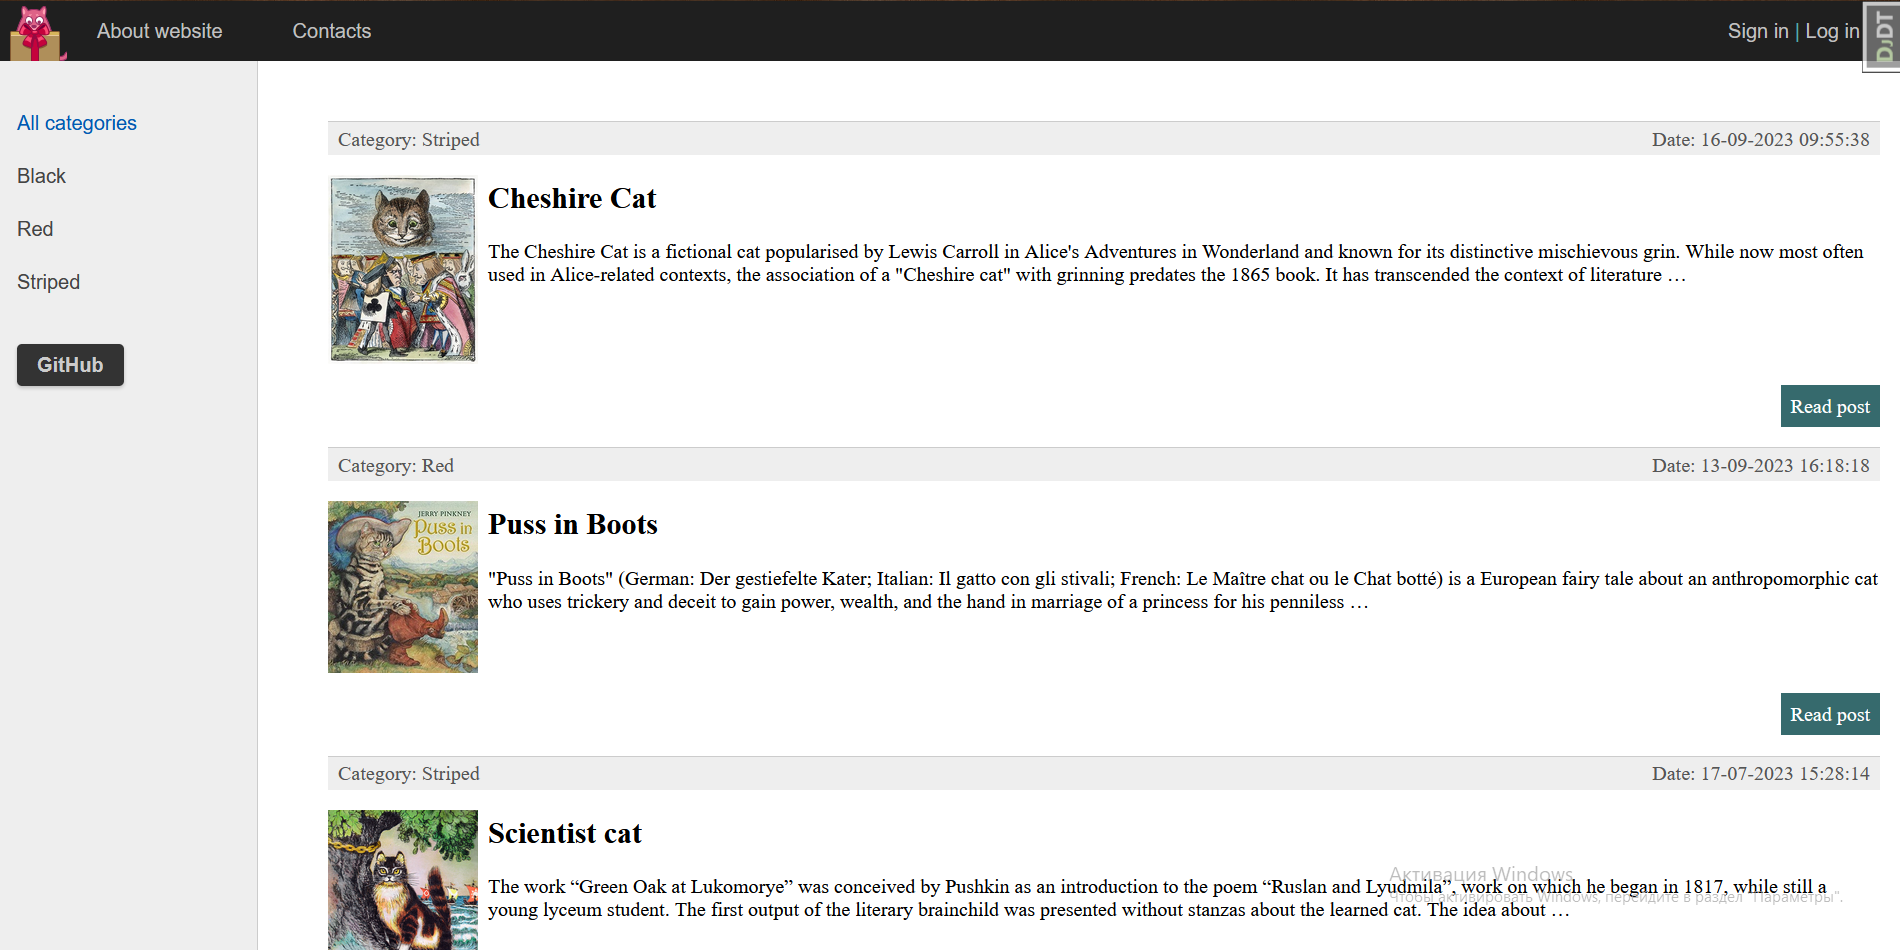 About website
Contacts
Sign in | Log in
DJDT
All categories
Black
Red
Striped
GitHub
Category: Striped
Date: 16-09-2023 09:55:38
Cheshire Cat
The Cheshire Cat is a fictional cat popularised by Lewis Carroll in Alice's Adventures in Wonderland and known for its distinctive mischievous grin. While now most often
used in Alice-related contexts, the association of a "Cheshire cat" with grinning predates the 1865 book. It has transcended the context of literature …
Read post
Category: Red
Date: 13-09-2023 16:18:18
JERRY PINKNEY
Puss in
Boots
Puss in Boots
"Puss in Boots" (German: Der gestiefelte Kater; Italian: Il gatto con gli stivali; French: Le Maître chat ou le Chat botté) is a European fairy tale about an anthropomorphic cat
who uses trickery and deceit to gain power, wealth, and the hand in marriage of a princess for his penniless …
Read post
Category: Striped
Date: 17-07-2023 15:28:14
Scientist cat
The work “Green Oak at Lukomorye” was conceived by Pushkin as an introduction to the poem “Ruslan and Lyudmila”, work on which he began in 1817, while still a
young lyceum student. The first output of the literary brainchild was presented without stanzas about the learned cat. The idea about …
Активация Windows
Чтобы активировать Windows, перейдите в раздел "Параметры".